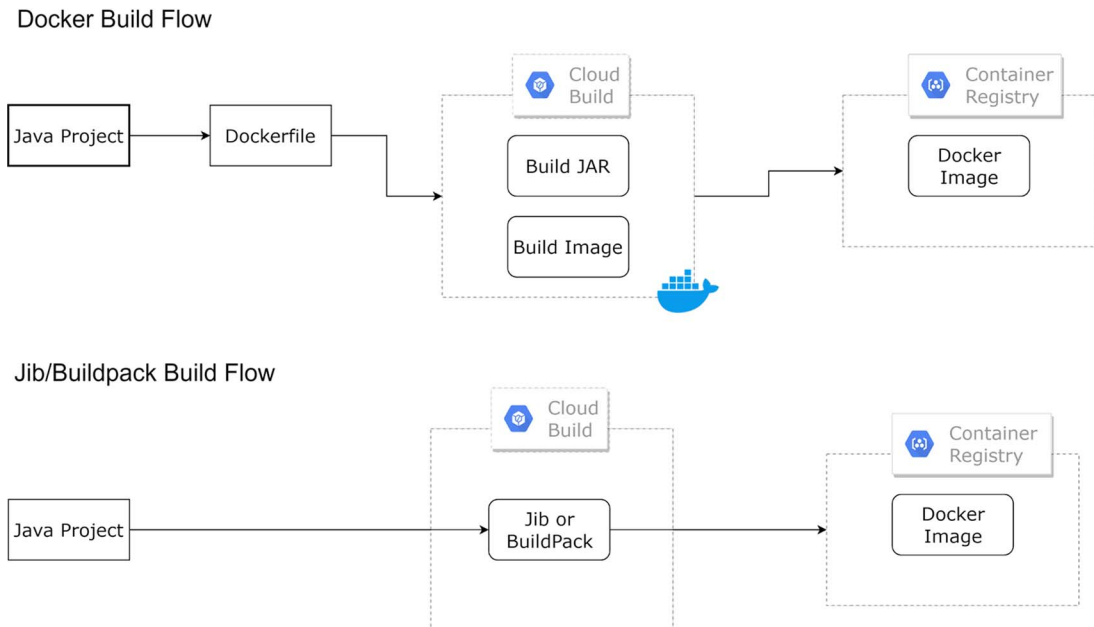 Docker Build Flow
Cloud
Build
Container
Registry
Java Project
Dockerfile
Build JAR
Docker
Image
Build Image
Jib/Buildpack Build Flow
Cloud
Build
Container
Registry
Java Project
Jib or
BuildPack
Docker
Image